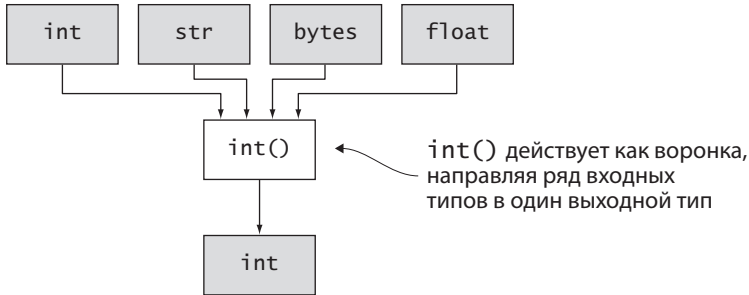 int
str
bytes
float
int()
int() действует как воронка,
направляя ряд входных
типов в один выходной тип
int